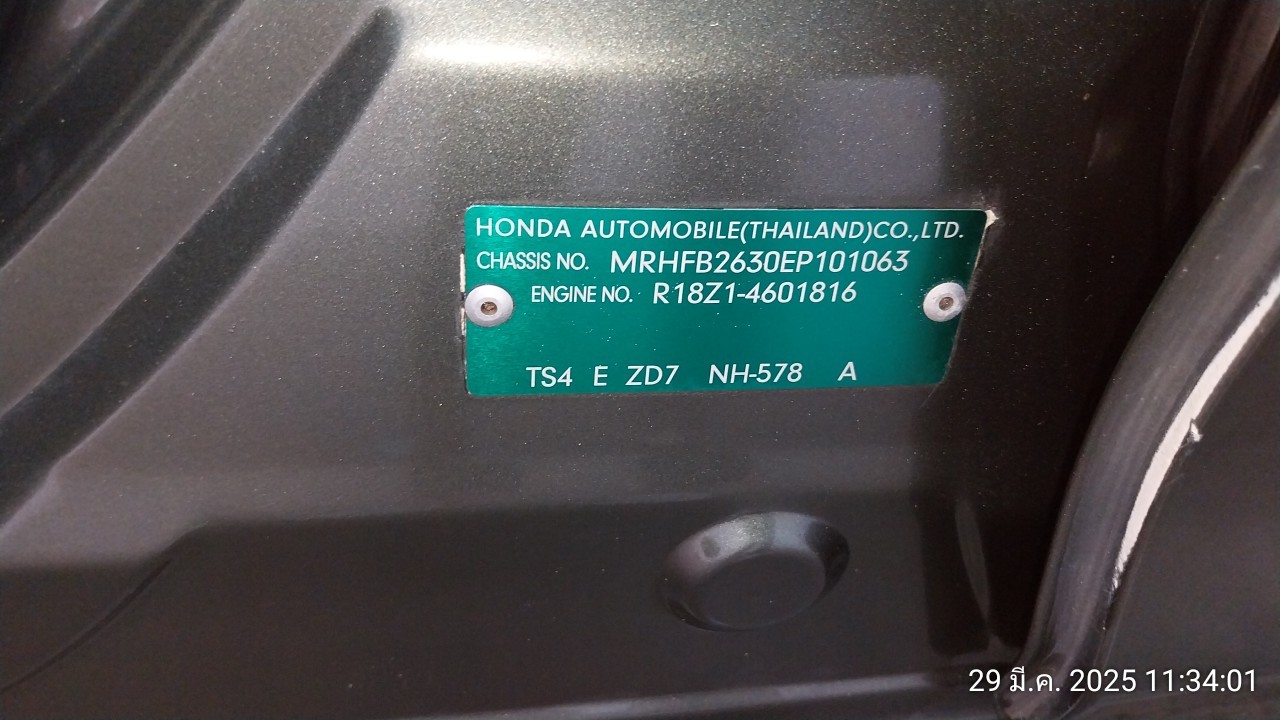 HONDA AUTOMOBILE(THAILAND)CO.,LTD.
CHASSIS NO. MRHFB2630EP101063
ENGINE NO. R18Z1-4601816
TS4 E ZD7 NH-578 A
29 มี.ค. 2025 11:34:01